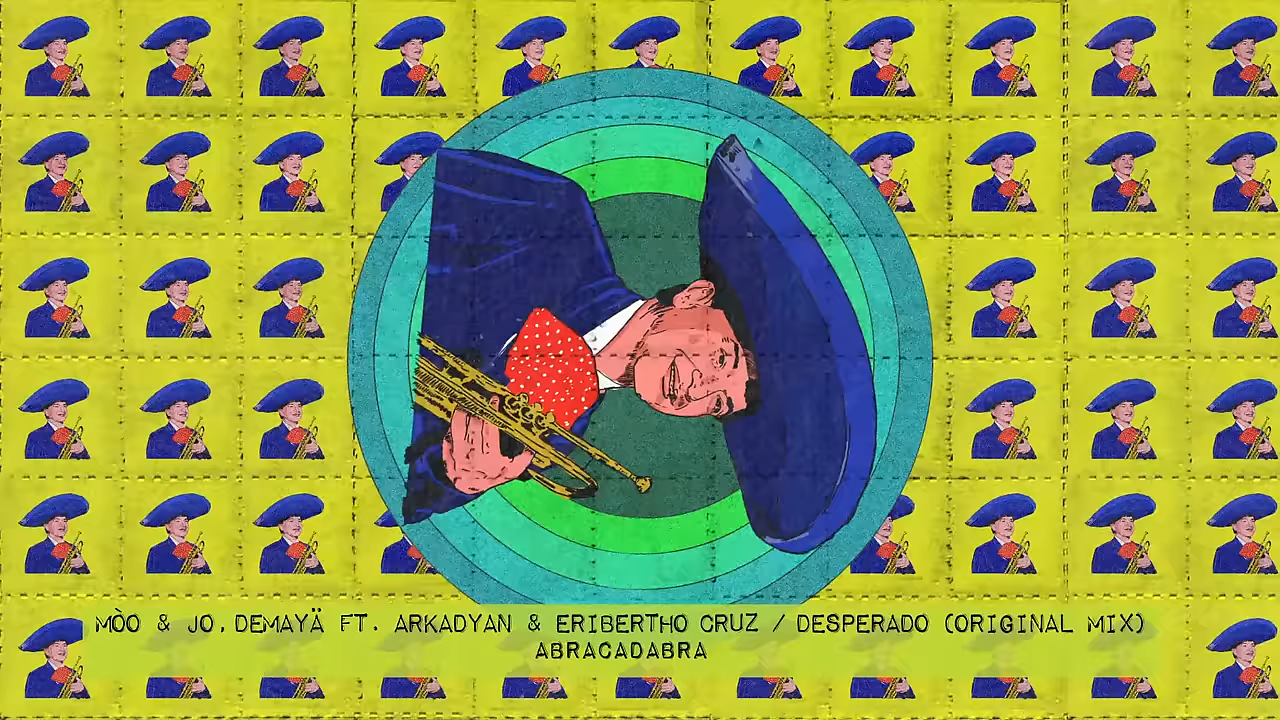 MÒO & JO, DEMAYÄ FT. ARKADYAN & ERIBERTHO CRUZ / DESPERADO (ORIGINAL MIX)
ABRACADABRA